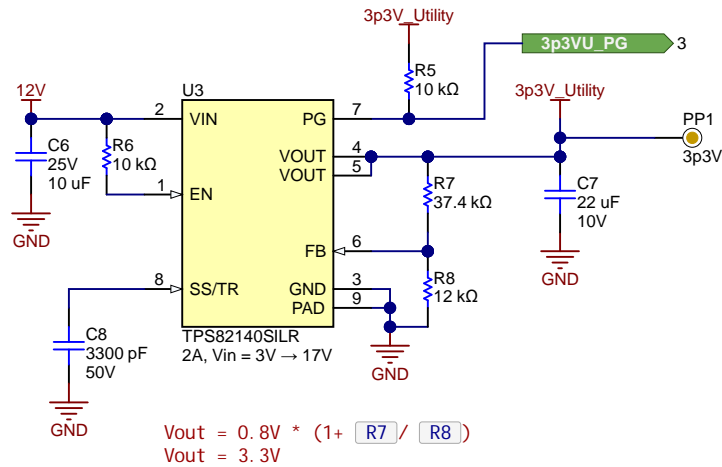 3p3V_Utility
3p3VU_PG 3
R5
10 kΩ
12V
U3
3p3V_Utility
PP1
3p3V
C6
25V
10 uF
R6
10 kΩ
2 VIN
PG 7
VOUT 4
VOUT 5
1 EN
R7
37.4 kΩ
C7
22 uF
10V
GND
GND
FB 6
R8
12 kΩ
8 SS/TR
GND 3
PAD 9
C8
3300 pF
50V
TPS82140SILR
2A, Vin = 3V → 17V
GND
GND
Vout = 0.8V * (1+ R7 / R8 )
Vout = 3.3V